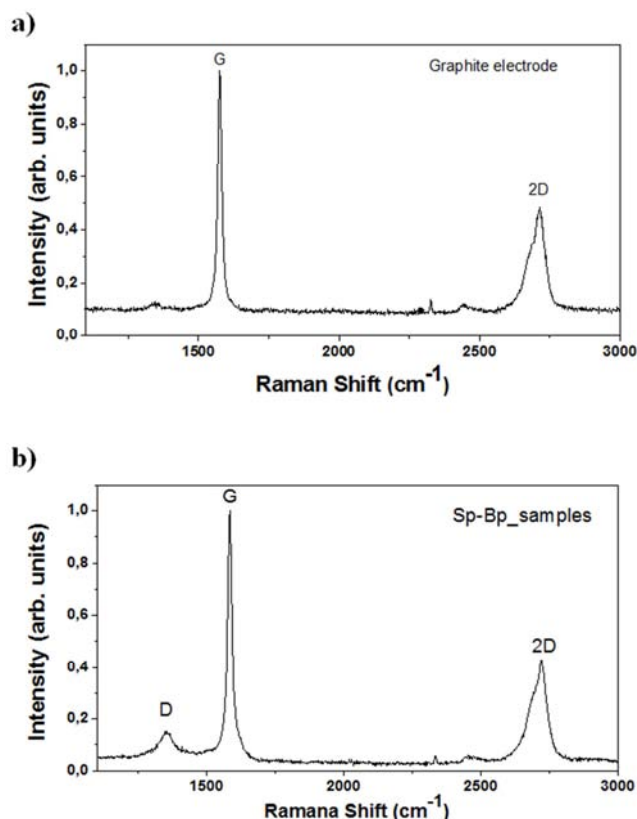 a)
G
Graphite electrode
2D
1,0
0,8
0,6
0,4
0,2
0,0
Intensity (arb. units)
1500 2000 2500 3000
Raman Shift (cm-1)
b)
G
Sp-Bp_samples
D
2D
1,0
0,8
0,6
0,4
0,2
0,0
Intensity (arb. units)
1500 2000 2500 3000
Ramana Shift (cm-1)